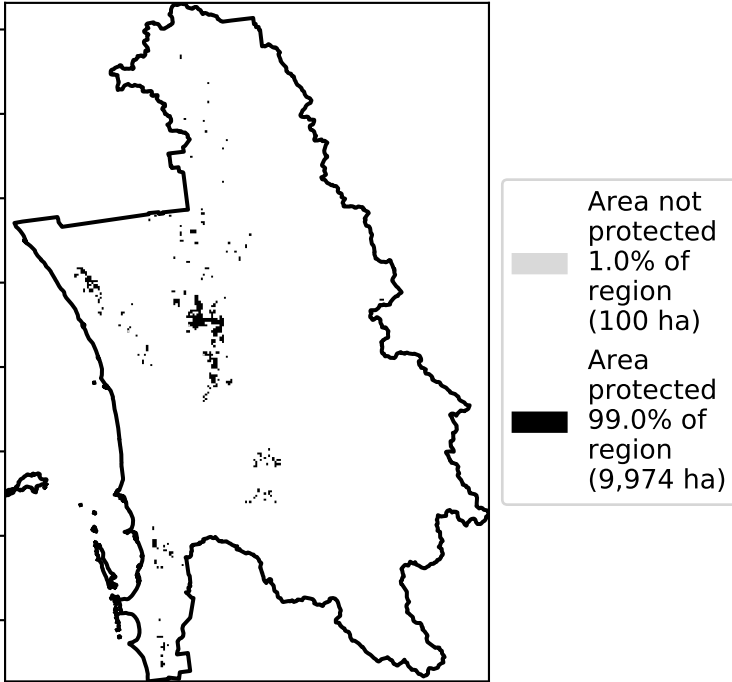 Area not
protected
1.0% of
region
(100 ha)
Area
protected
99.0% of
region
(9,974 ha)